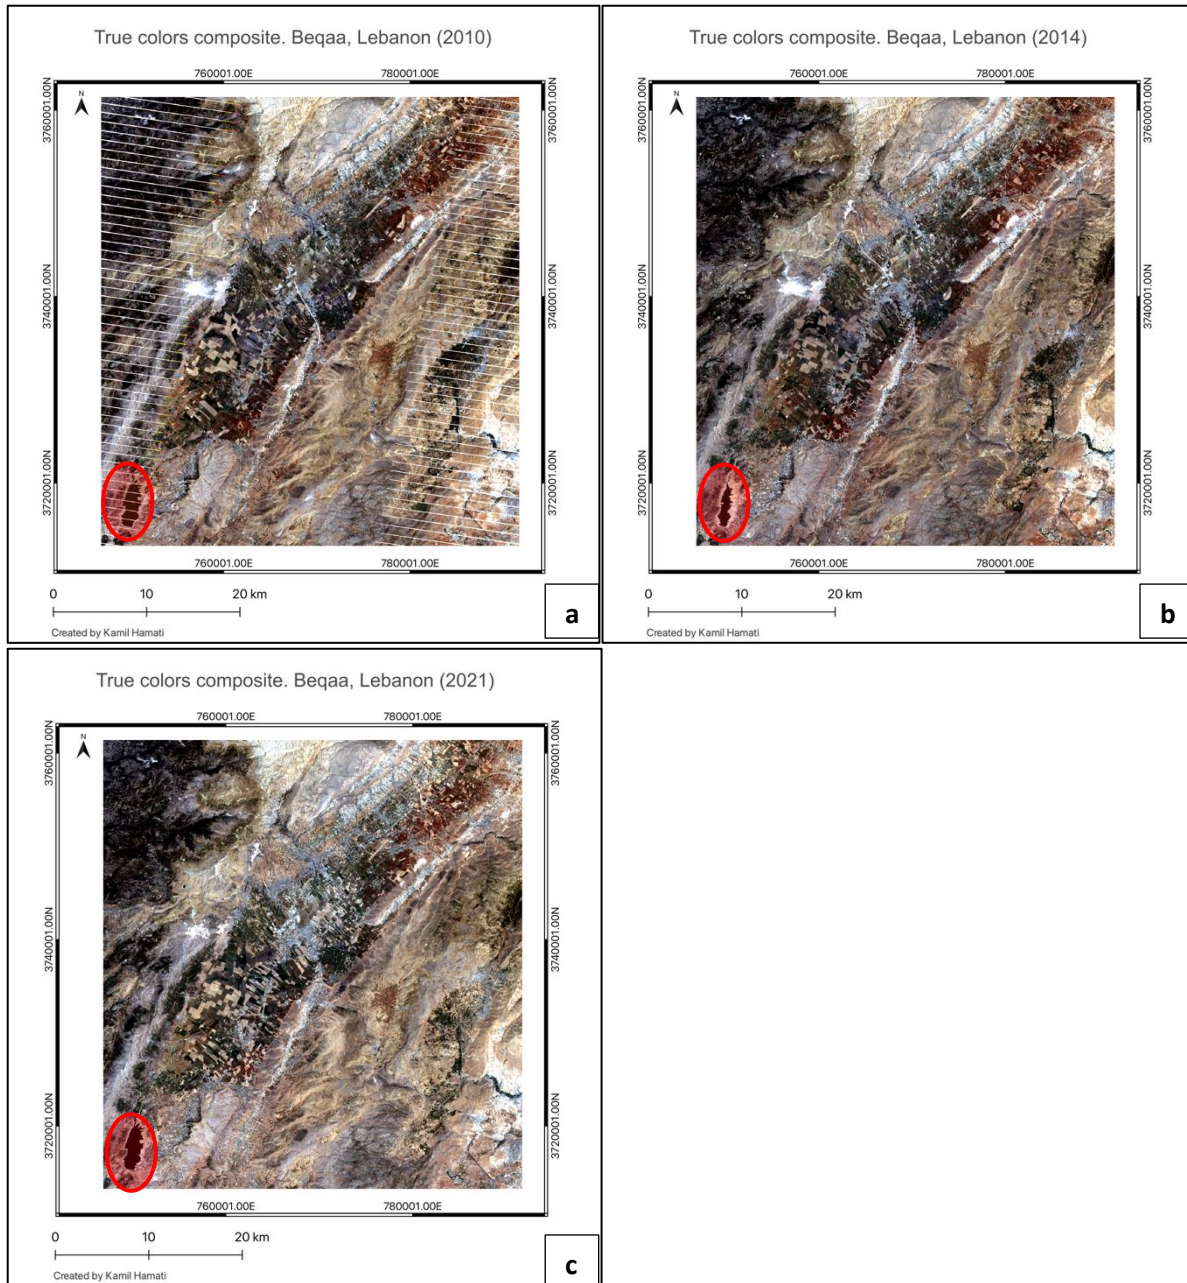 True colors composite. Beqaa, Lebanon (2010)
760001.00E 780001.00E
N
3760001.00N 3760001.00N
3740001.00N 3740001.00N
3720001.00N 3720001.00N
760001.00E 780001.00E
0 10 20 km
Created by Kamil Hamati
a
True colors composite. Beqaa, Lebanon (2014)
760001.00E 780001.00E
N
3760001.00N 3760001.00N
3740001.00N 3740001.00N
3720001.00N 3720001.00N
760001.00E 780001.00E
0 10 20 km
Created by Kamil Hamati
b
True colors composite. Beqaa, Lebanon (2021)
760001.00E 780001.00E
N
3760001.00N 3760001.00N
3740001.00N 3740001.00N
3720001.00N 3720001.00N
760001.00E 780001.00E
0 10 20 km
Created by Kamil Hamati
c